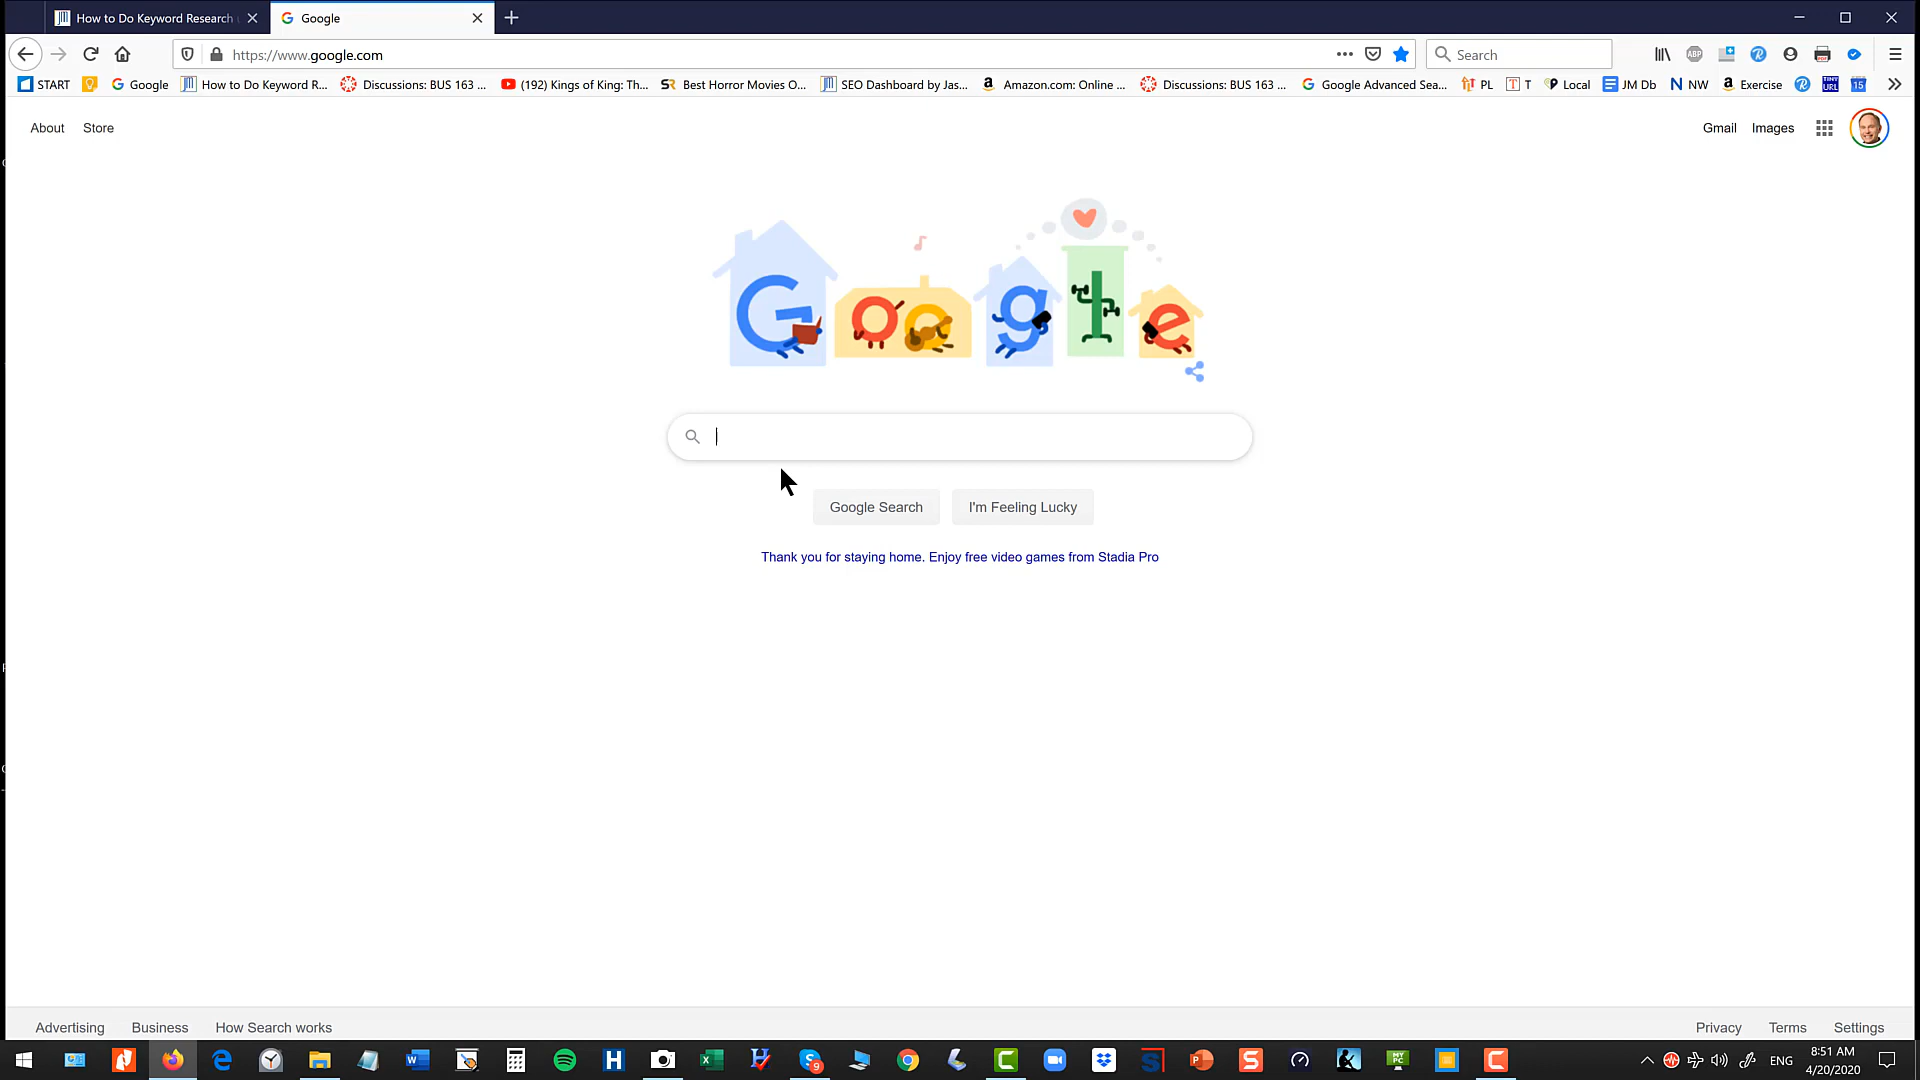 How to Do Keyword Research
Google
https://www.google.com
Search
START
Google
How to Do Keyword R...
Discussions: BUS 163 ...
(192) Kings of King: Th...
Best Horror Movies O...
SEO Dashboard by Jas...
Amazon.com: Online ...
Discussions: BUS 163 ...
Google Advanced Sea...
PL
T
Local
JM Db
NW
Exercise
About
Store
Gmail
Images
Google
Google Search
I'm Feeling Lucky
Thank you for staying home. Enjoy free video games from Stadia Pro
Advertising
Business
How Search works
Privacy
Terms
Settings
ENG
8:51 AM
4/20/2020